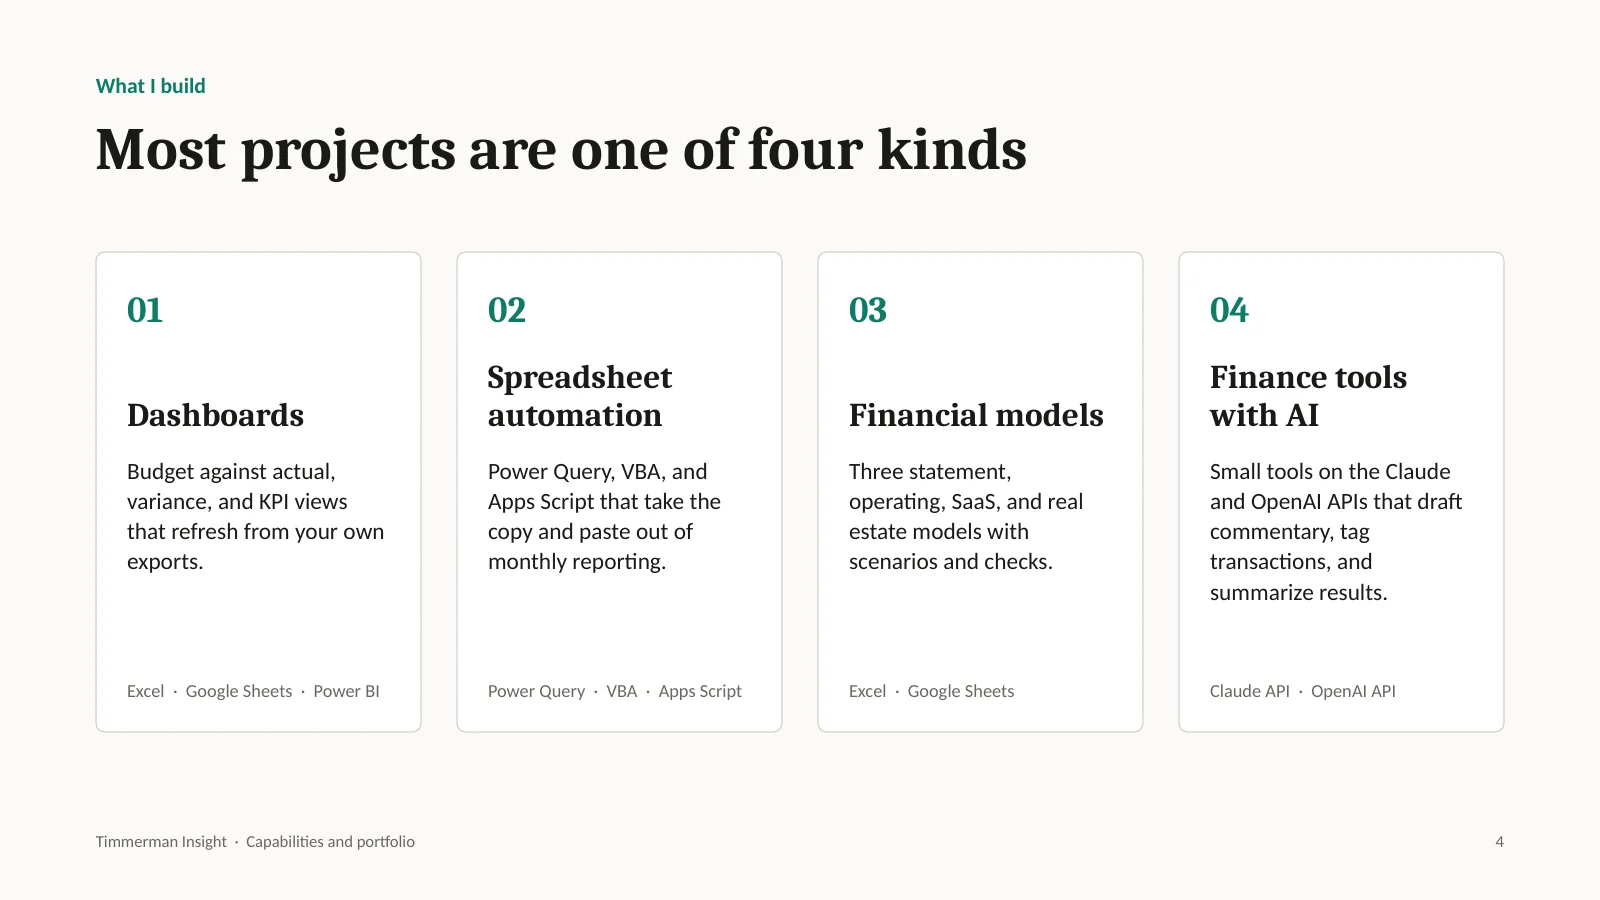 What I build
Most projects are one of four kinds
01
Dashboards
Budget against actual,
variance, and KPI views
that refresh from your own
exports.
Excel · Google Sheets · Power BI
02
Spreadsheet
automation
Power Query, VBA, and
Apps Script that take the
copy and paste out of
monthly reporting.
Power Query · VBA · Apps Script
03
Financial models
Three statement,
operating, SaaS, and real
estate models with
scenarios and checks.
Excel · Google Sheets
04
Finance tools
with AI
Small tools on the Claude
and OpenAI APIs that draft
commentary, tag
transactions, and
summarize results.
Claude API · OpenAI API
Timmerman Insight · Capabilities and portfolio
4